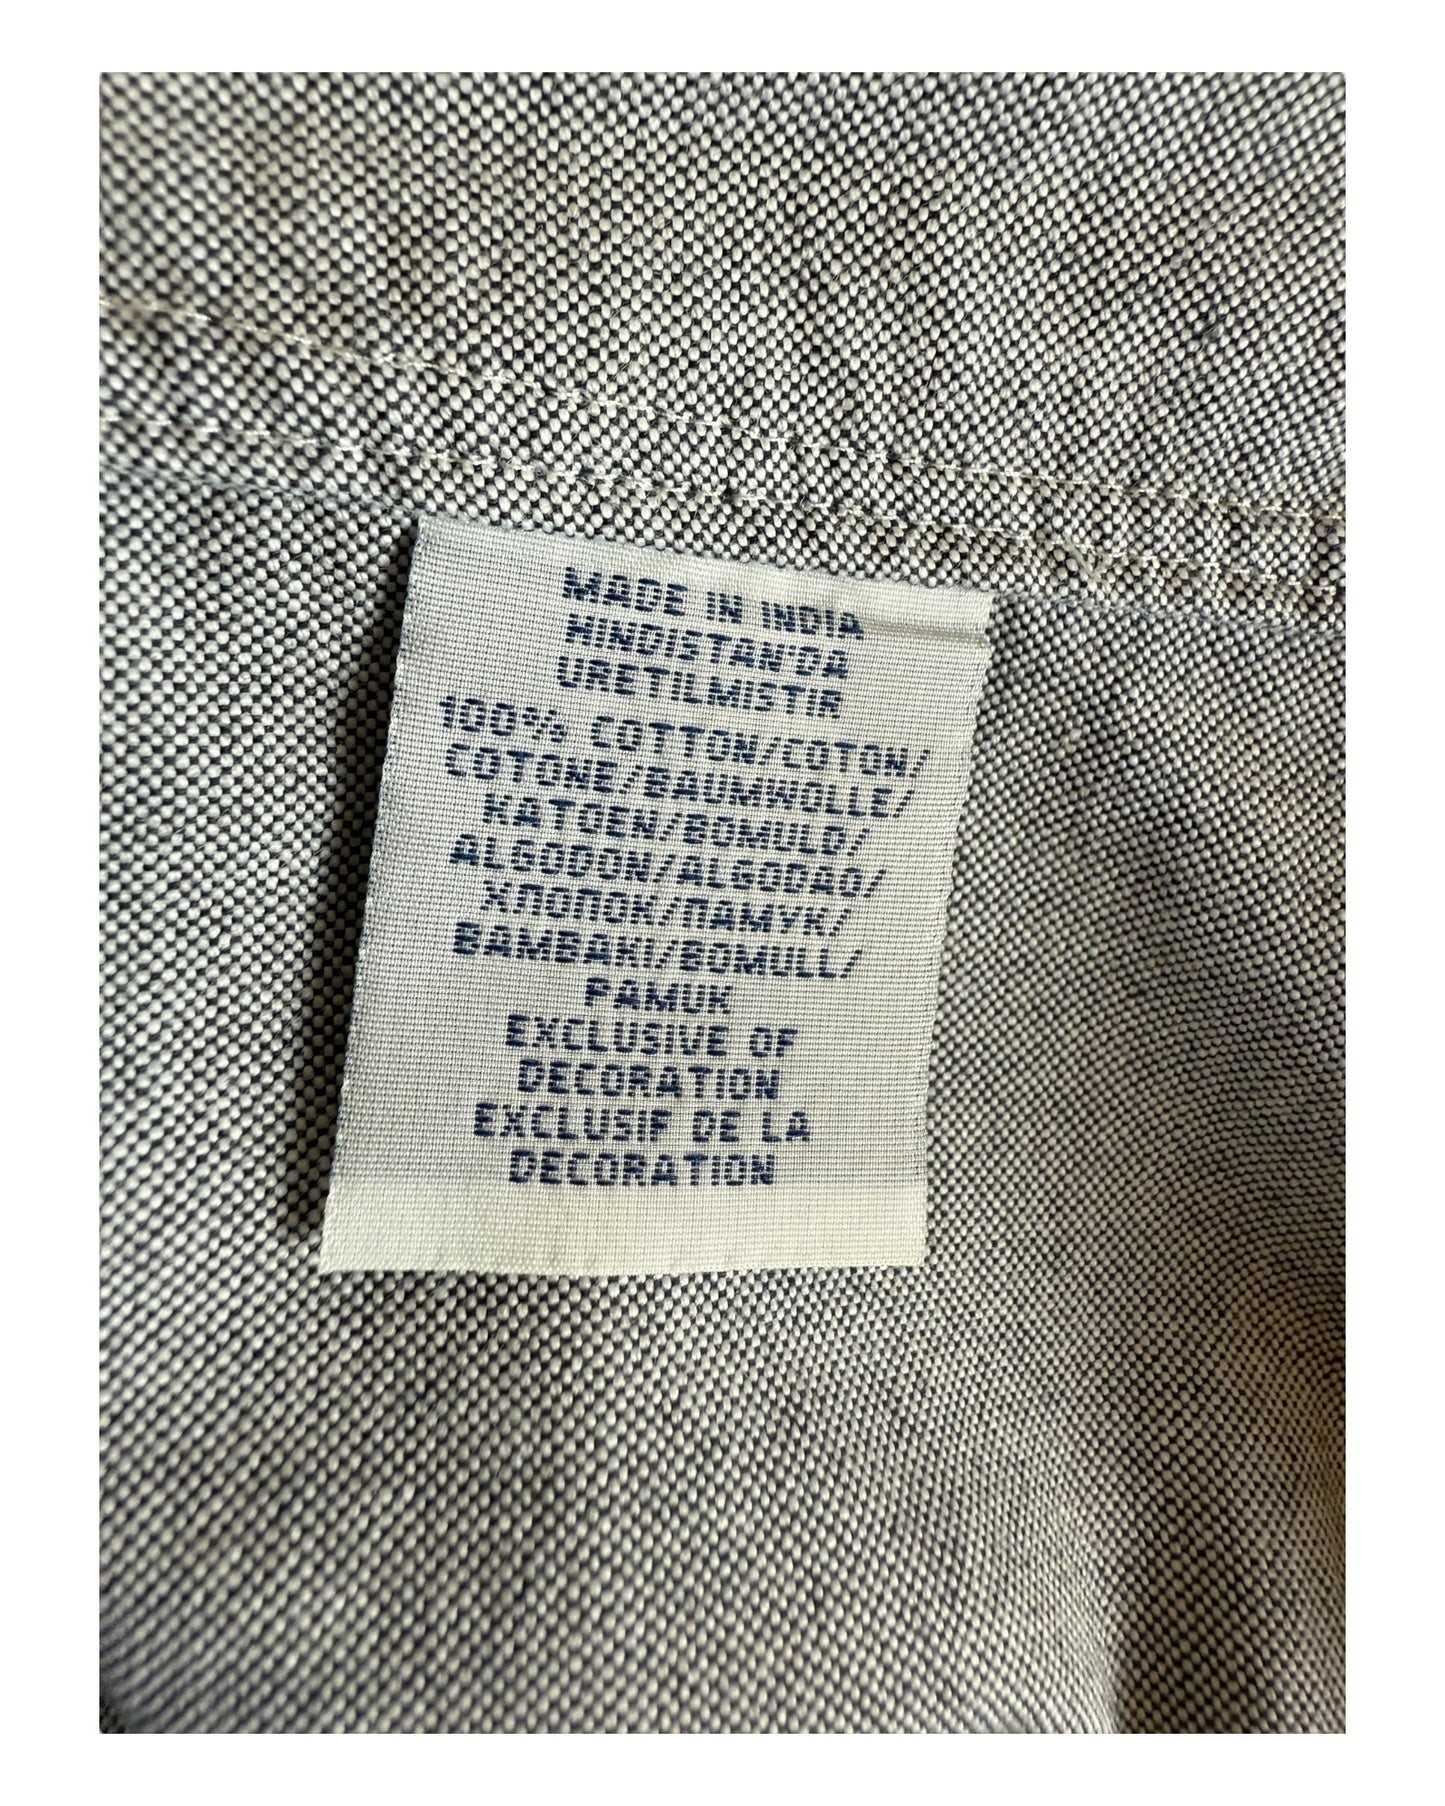 MADE IN INDIA
HINDISTAN'DA
URETILMISTIR
100% COTTON/COTON/
COTONE/BAUMWOLLE/
KATOEN/BOMULD/
ALGODON/ALGODAO/
ХПОПОК/ПАМУК/
BAMBAKI/BOMULL/
PAMUK
EXCLUSIVE OF
DECORATION
EXCLUSIF DE LA
DECORATION